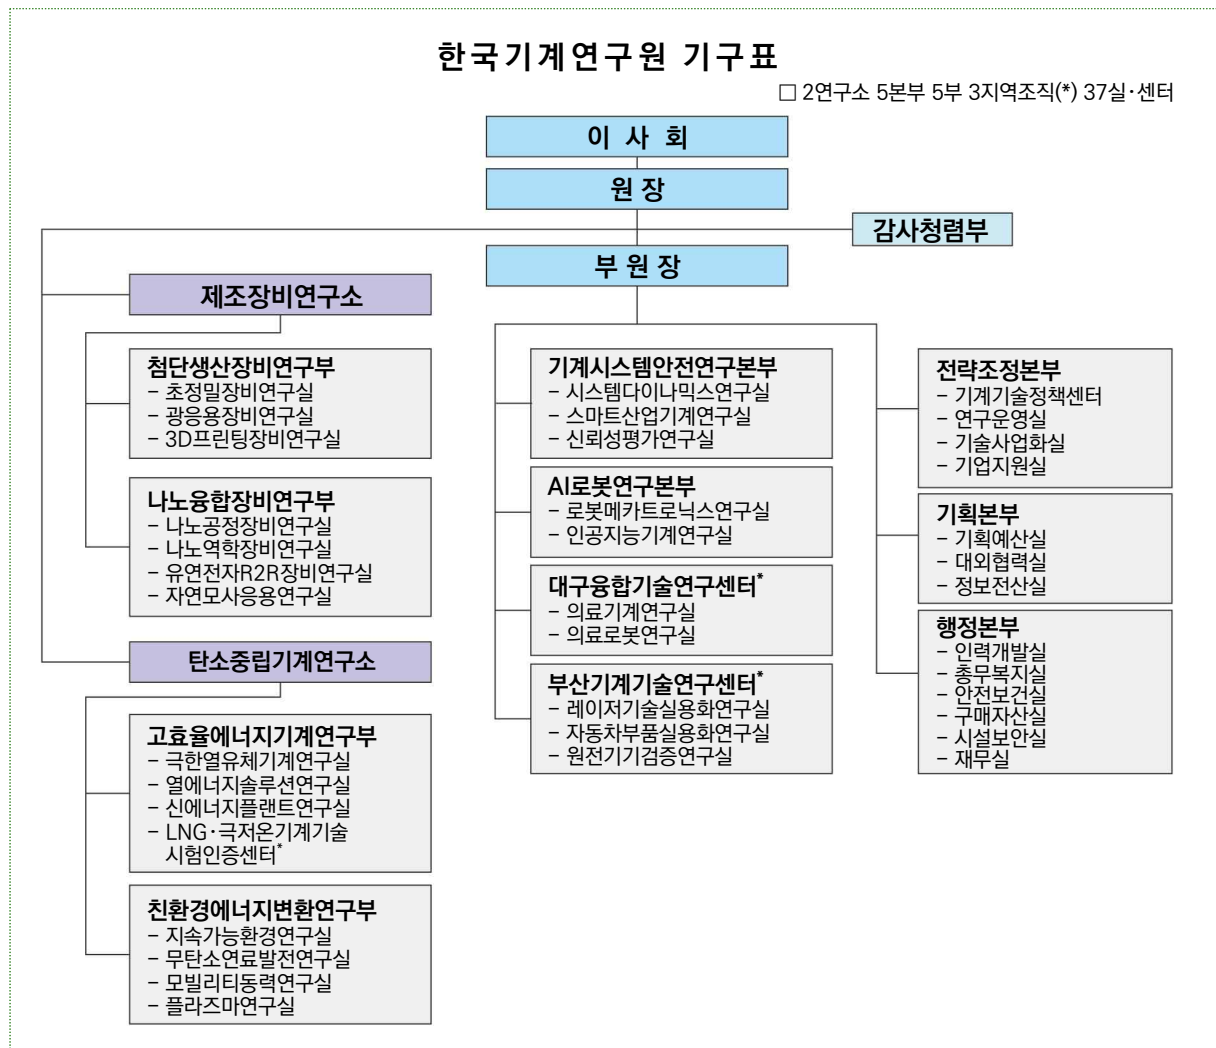 한국기계연구원 기구표
□ 2연구소 5본부 5부 3지역조직(*) 37실·센터
이 사 회
원 장
감사청렴부
부 원 장
제조장비연구소
첨단생산장비연구부
- 초정밀장비연구실
- 광응용장비연구실
- 3D프린팅장비연구실
나노융합장비연구부
- 나노공정장비연구실
- 나노역학장비연구실
- 유연전자R2R장비연구실
- 자연모사응용연구실
탄소중립기계연구소
고효율에너지기계연구부
- 극한열유체기계연구실
- 열에너지솔루션연구실
- 신에너지플랜트연구실
- LNG·극저온기계기술
시험인증센터*
친환경에너지변환연구부
- 지속가능환경연구실
- 무탄소연료발전연구실
- 모빌리티동력연구실
- 플라즈마연구실
기계시스템안전연구본부
- 시스템다이나믹스연구실
- 스마트산업기계연구실
- 신뢰성평가연구실
AI로봇연구본부
- 로봇메카트로닉스연구실
- 인공지능기계연구실
대구융합기술연구센터*
- 의료기계연구실
- 의료로봇연구실
부산기계기술연구센터*
- 레이저기술실용화연구실
- 자동차부품실용화연구실
- 원전기기검증연구실
전략조정본부
- 기계기술정책센터
- 연구운영실
- 기술사업화실
- 기업지원실
기획본부
- 기획예산실
- 대외협력실
- 정보전산실
행정본부
- 인력개발실
- 총무복지실
- 안전보건실
- 구매자산실
- 시설보안실
- 재무실